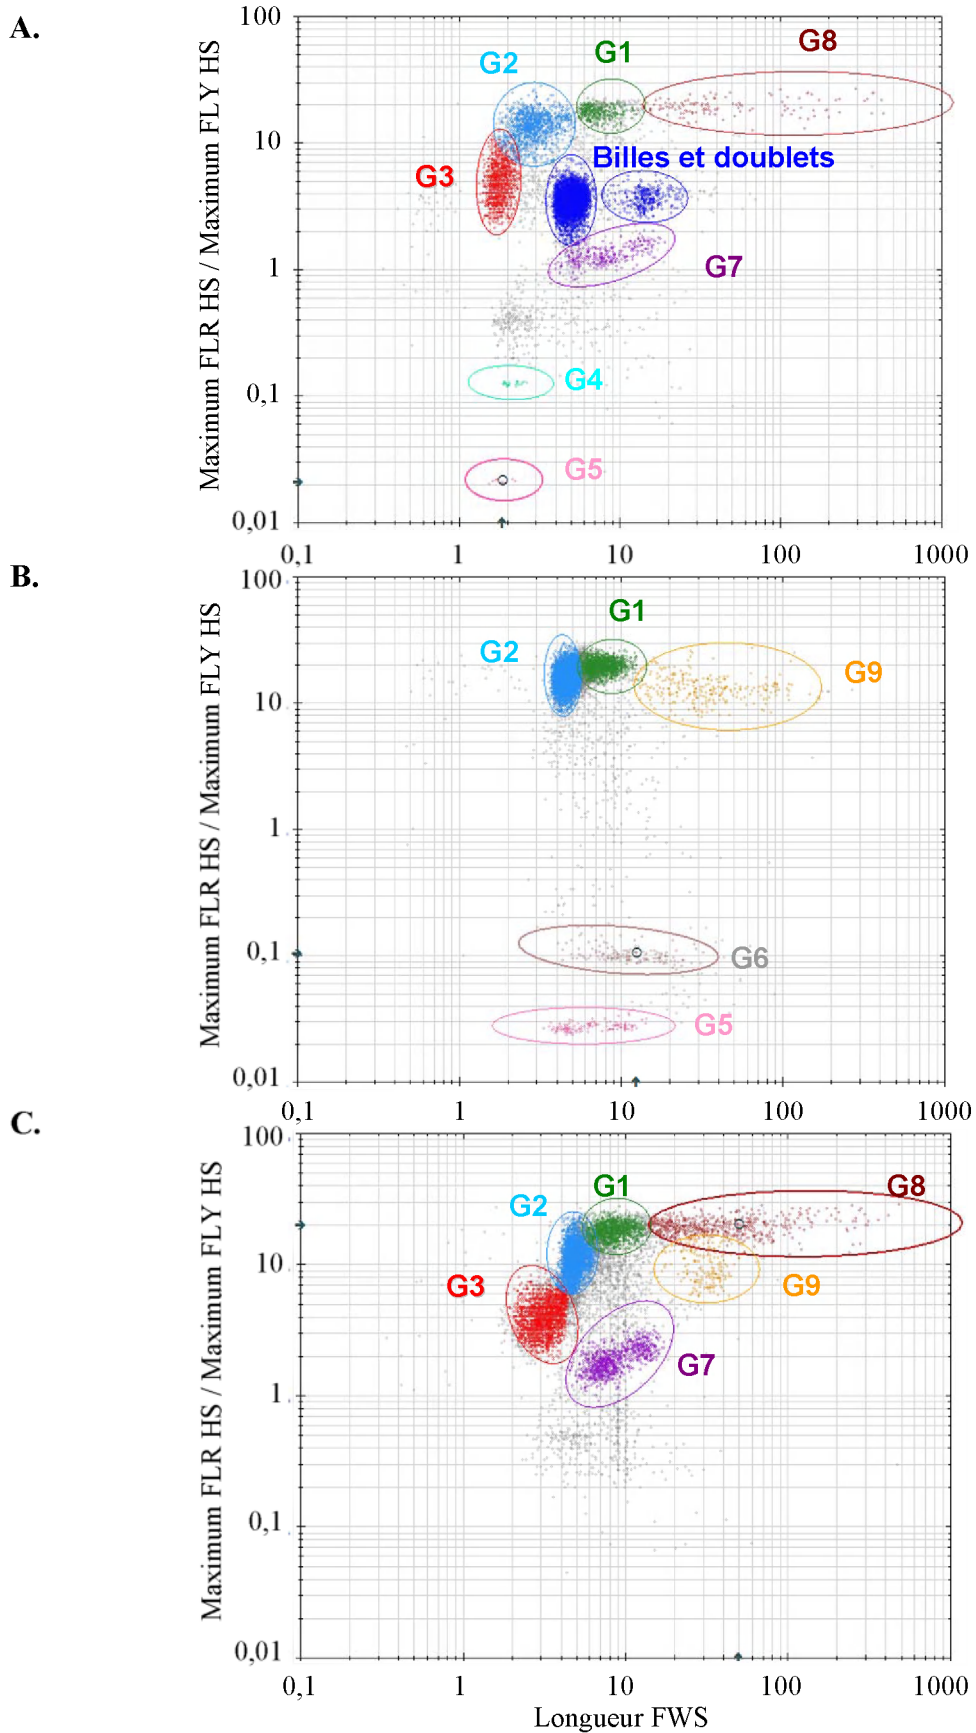 A.
Maximum FLR HS / Maximum FLY HS
100
10
1
0,1
0,01
G8
G1
G2
Billes et doublets
G3
G7
G4
G5
0,1 1 10 100 1000
B.
Maximum FLR HS / Maximum FLY HS
100
10
1
0,1
0,01
G1
G2
G9
G6
G5
0,1 1 10 100 1000
C.
Maximum FLR HS / Maximum FLY HS
100
10
1
0,1
0,01
G8
G1
G2
G3
G9
G7
0,1 1 10 100 1000
Longueur FWS